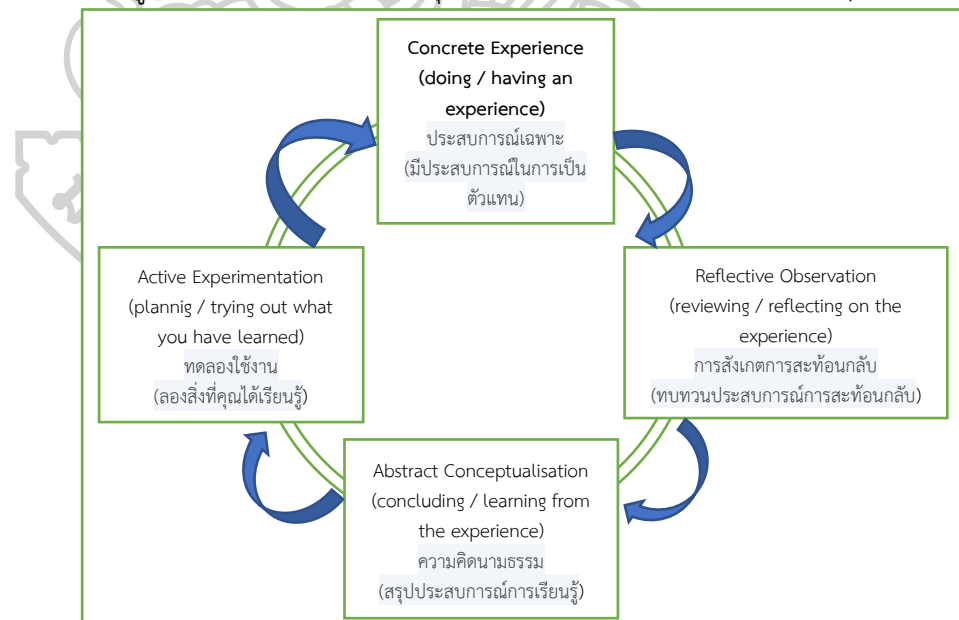 Concrete Experience
(doing / having an
experience)
ประสบการณ์เฉพาะ
(มีประสบการณ์ในการเป็น
ตัวแทน)
Active Experimentation
(plannig / trying out what
you have learned)
ทดลองใช้งาน
(ลองสิ่งที่คุณได้เรียนรู้)
Reflective Observation
(reviewing / reflecting on the
experience)
การสังเกตการสะท้อนกลับ
(ทบทวนประสบการณ์การสะท้อนกลับ)
Abstract Conceptualisation
(concluding / learning from
the experience)
ความคิดนามธรรม
(สรุปประสบการณ์การเรียนรู้)